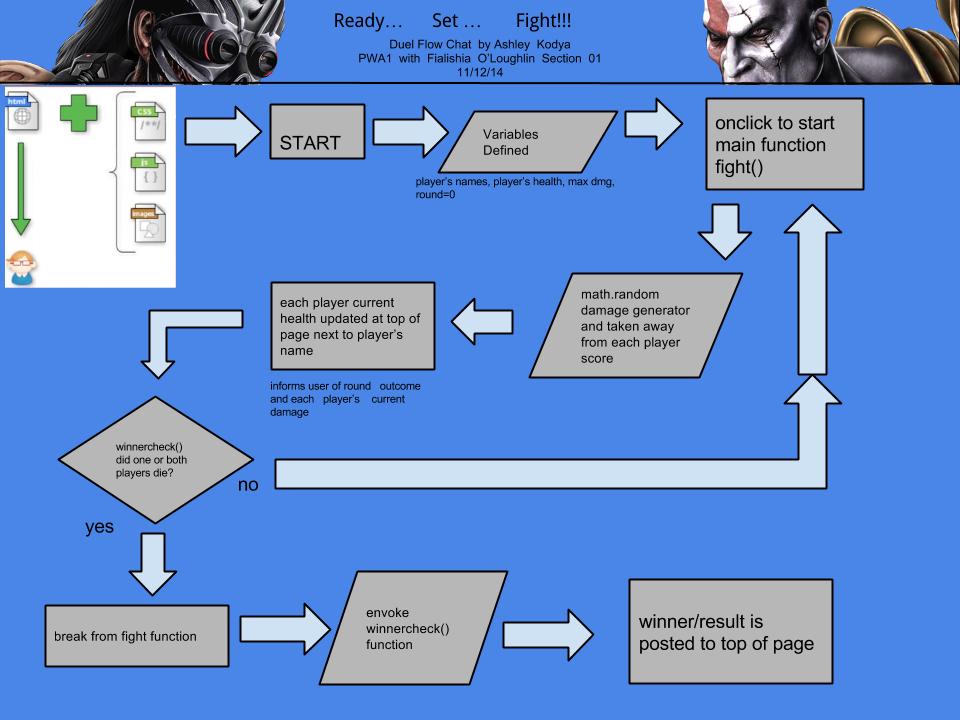 Ready... Set ... Fight!!!
Duel Flow Chat by Ashley Kodya
PWA1 with Fialishia O'Loughlin Section 01
11/12/14
html
CSS
/**/
js
{ }
images
START
Variables
Defined
player's names, player's health, max dmg,
round=0
onclick to start
main function
fight()
math.random
damage generator
and taken away
from each player
score
each player current
health updated at top of
page next to player's
name
informs user of round outcome
and each player's current
damage
winnercheck()
did one or both
players die?
no
yes
break from fight function
envoke
winnercheck()
function
winner/result is
posted to top of page